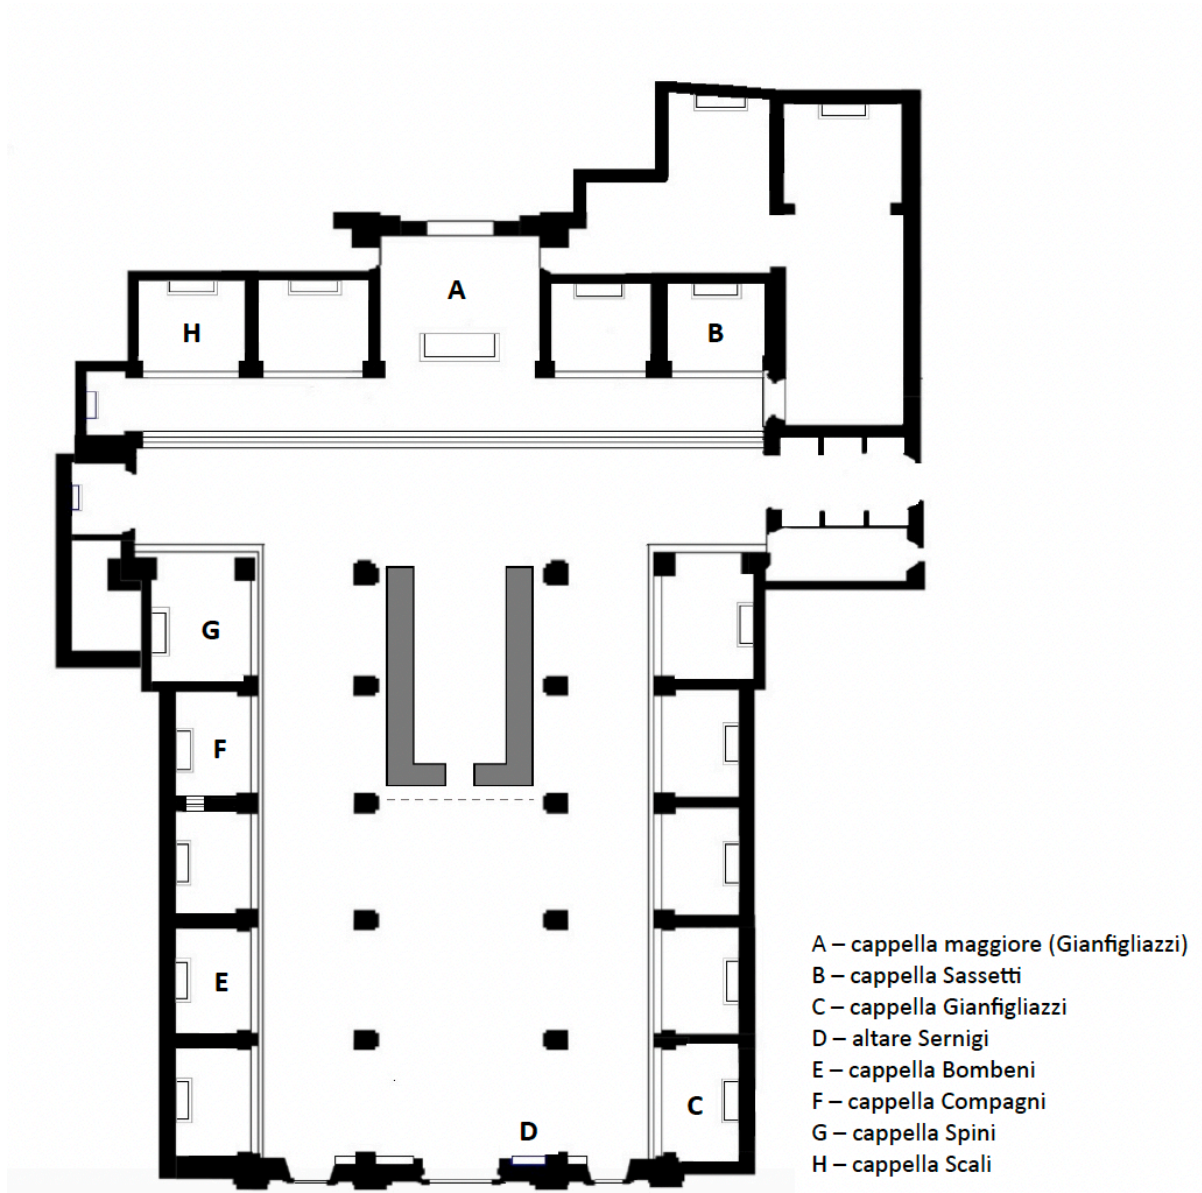 A
H
B
G
F
E
C
D
A – cappella maggiore (Gianfigliazzi)
B – cappella Sassetti
C – cappella Gianfigliazzi
D – altare Sernigi
E – cappella Bombeni
F – cappella Compagni
G – cappella Spini
H – cappella Scali